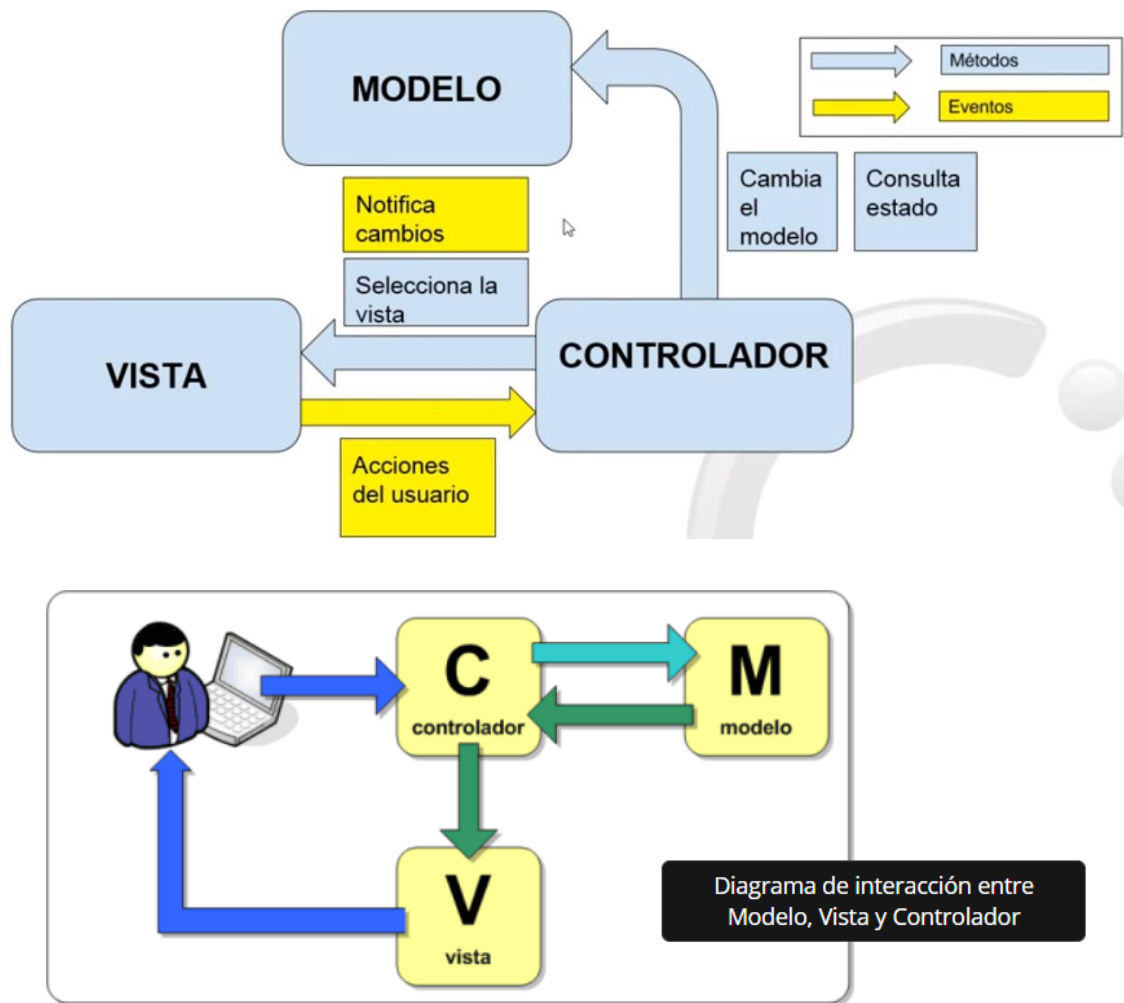 MODELO
Métodos
Eventos
Cambia
el
modelo
Consulta
estado
Notifica
cambios
Selecciona la
vista
VISTA
CONTROLADOR
Acciones
del usuario
C
controlador
M
modelo
V
vista
Diagrama de interacción entre
Modelo, Vista y Controlador